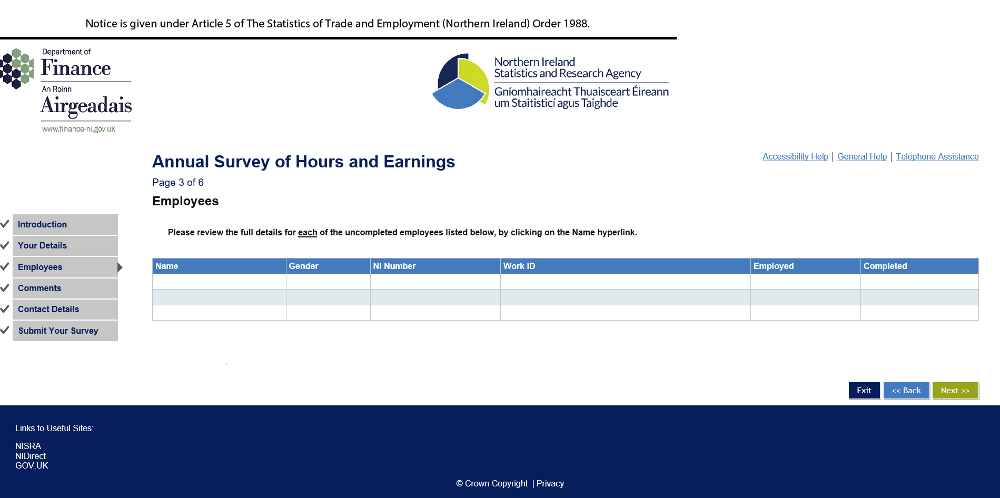 Notice is given under Article 5 of The Statistics of Trade and Employment (Northern Ireland) Order 1988.
Department of
Finance
An Roinn
Airgeadais
www.finance-ni.gov.uk
Northern Ireland
Statistics and Research Agency
Gníomhaireacht Thuaisceart Éireann
um Staitisticí agus Taighde
Annual Survey of Hours and Earnings
Accessibility Help | General Help | Telephone Assistance
Page 3 of 6
Employees
Introduction
Your Details
Employees
Comments
Contact Details
Submit Your Survey
Please review the full details for each of the uncompleted employees listed below, by clicking on the Name hyperlink.
Name Gender NI Number Work ID Employed Completed
Exit << Back Next >>
Links to Useful Sites:
NISRA
NIDirect
GOV.UK
© Crown Copyright | Privacy